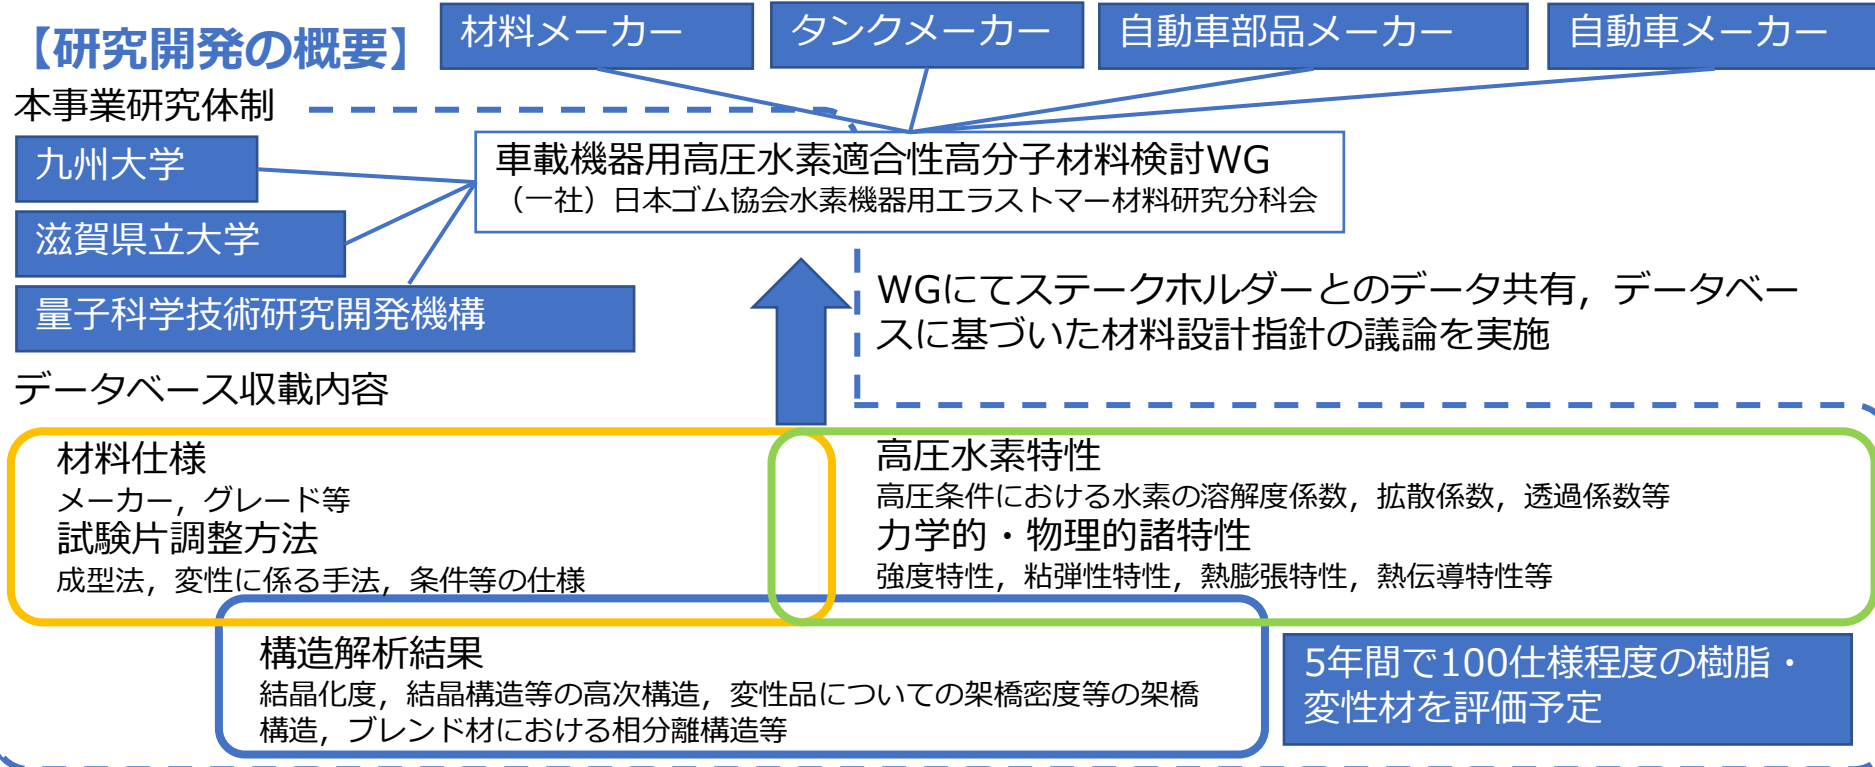 【研究開発の概要】
材料メーカー
タンクメーカー
自動車部品メーカー
自動車メーカー
本事業研究体制
九州大学
滋賀県立大学
量子科学技術研究開発機構
車載機器用高圧水素適合性高分子材料検討WG
（一社）日本ゴム協会水素機器用エラストマー材料研究分科会
WGにてステークホルダーとのデータ共有，データベー
スに基づいた材料設計指針の議論を実施
データベース収載内容
材料仕様
メーカー，グレード等
試験片調整方法
成型法，変性に係る手法，条件等の仕様
高圧水素特性
高圧条件における水素の溶解度係数，拡散係数，透過係数等
力学的・物理的諸特性
強度特性，粘弾性特性，熱膨張特性，熱伝導特性等
構造解析結果
結晶化度，結晶構造等の高次構造，変性品についての架橋密度等の架橋
構造，ブレンド材における相分離構造等
5年間で100仕様程度の樹脂・
変性材を評価予定